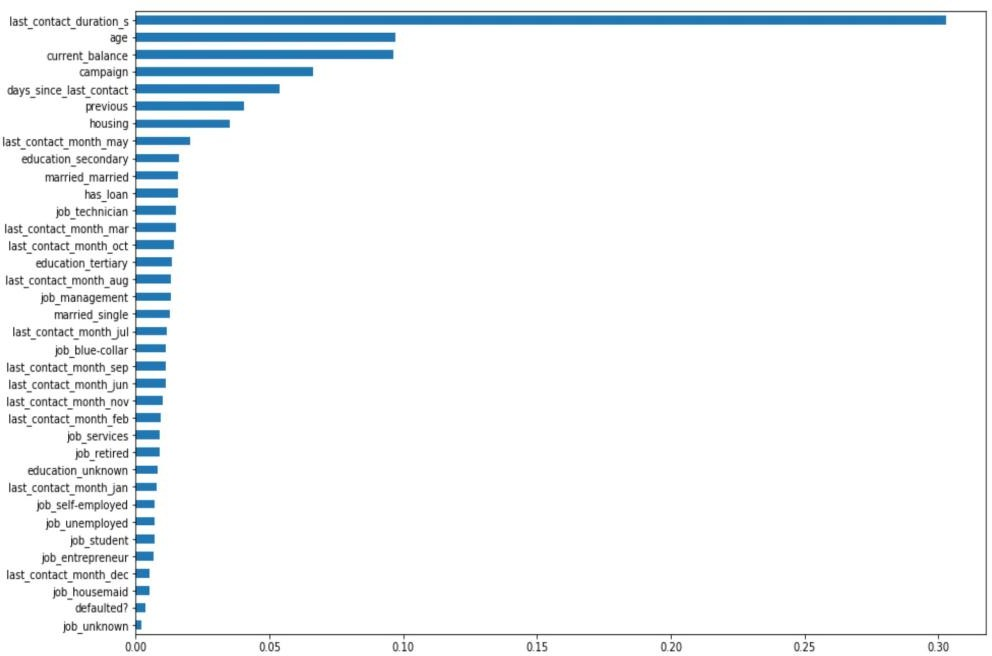 last_contact_duration_s
age
current_balance
campaign
days_since_last_contact
previous
housing
last_contact_month_may
education_secondary
married_married
has_loan
job_technician
last_contact_month_mar
last_contact_month_oct
education_tertiary
last_contact_month_aug
job_management
married_single
last_contact_month_jul
job_blue-collar
last_contact_month_sep
last_contact_month_jun
last_contact_month_nov
last_contact_month_feb
job_services
job_retired
education_unknown
last_contact_month_jan
job_self-employed
job_unemployed
job_student
job_entrepreneur
last_contact_month_dec
job_housemaid
defaulted?
job_unknown
0.00 0.05 0.10 0.15 0.20 0.25 0.30